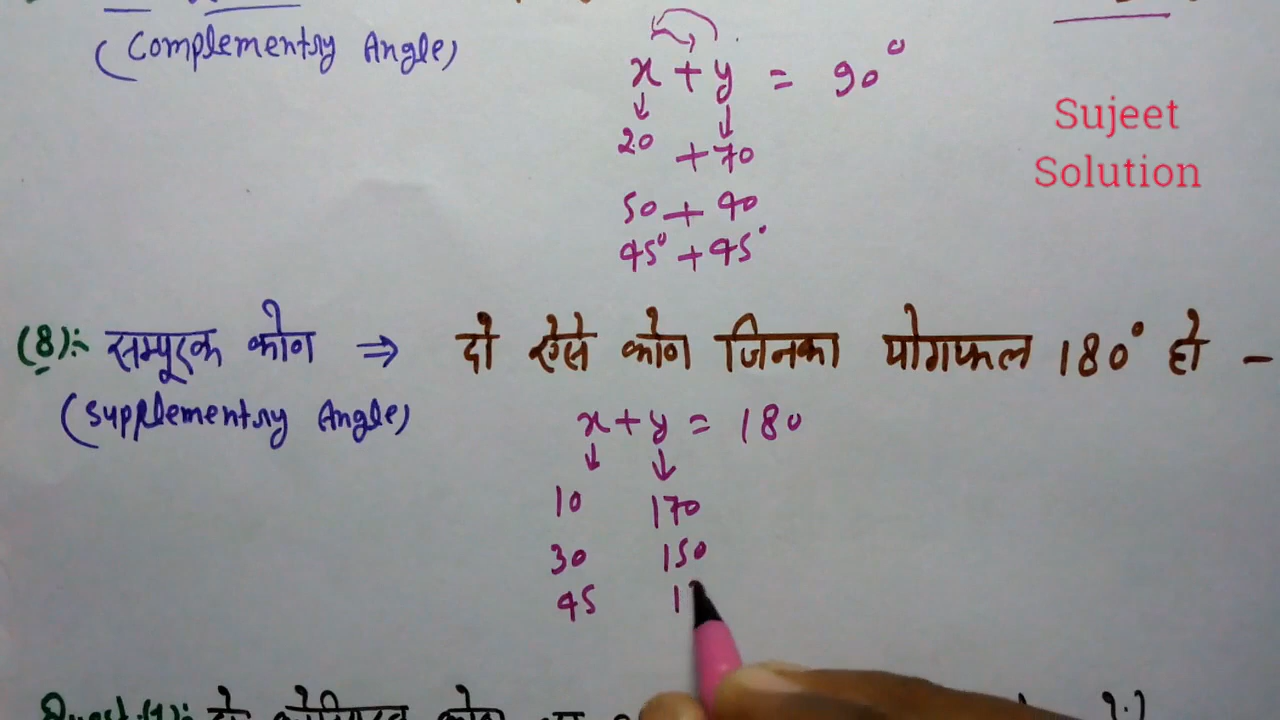 (Complementry Angle)
x + y = 90°
Sujeet
Solution
20 + 70
50 + 40
45° + 45°
(8):- सम्पूरक कोण ⇒ दो ऐसे कोण जिनका योगफल 180° हो -
(Supplementry Angle)
x + y = 180
10 170
30 150
45 1